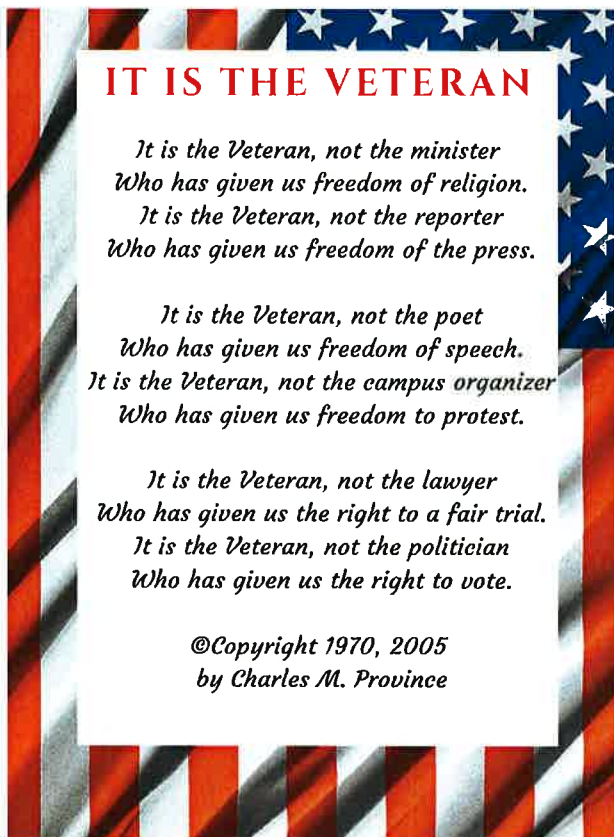 IT IS THE VETERAN
It is the Veteran, not the minister
Who has given us freedom of religion.
It is the Veteran, not the reporter
Who has given us freedom of the press.
It is the Veteran, not the poet
Who has given us freedom of speech.
It is the Veteran, not the campus organizer
Who has given us freedom to protest.
It is the Veteran, not the lawyer
Who has given us the right to a fair trial.
It is the Veteran, not the politician
Who has given us the right to vote.
©Copyright 1970, 2005
by Charles M. Province